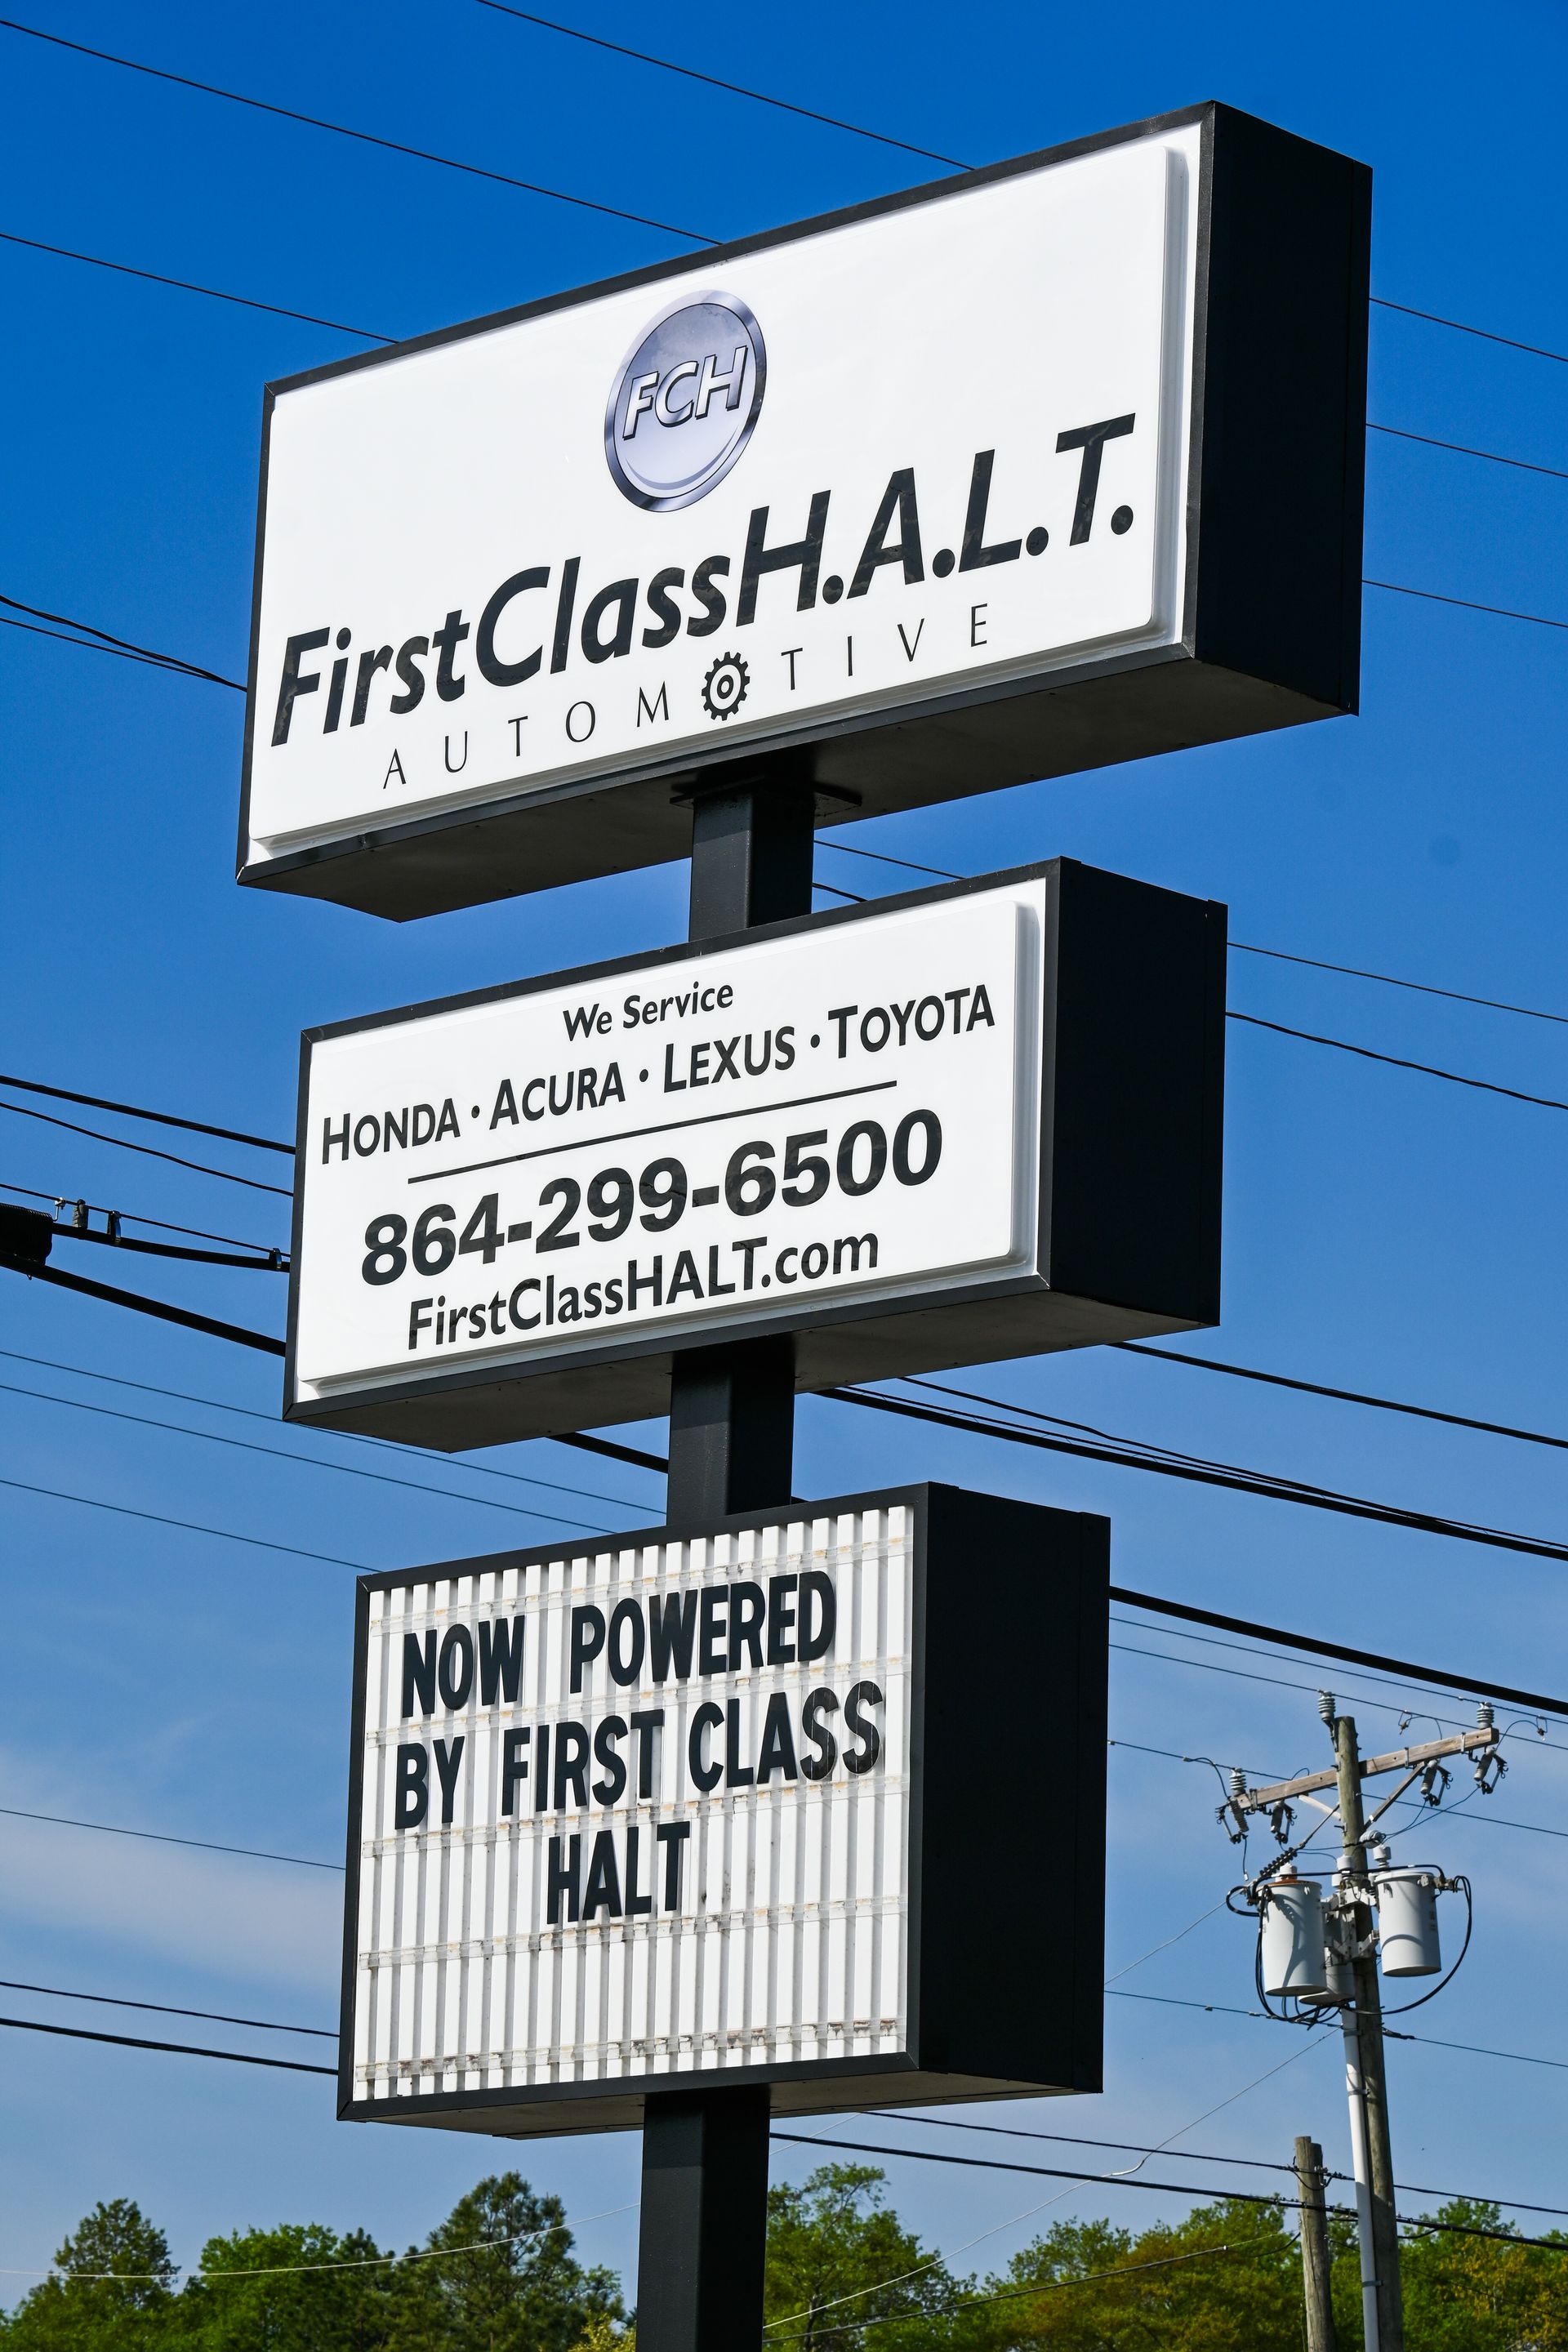 FCH
FirstClassH.A.L.T.
AUTOMOTIVE
We Service
HONDA · ACURA · LEXUS · TOYOTA
864-299-6500
FirstClassHALT.com
NOW POWERED
BY FIRST CLASS
HALT